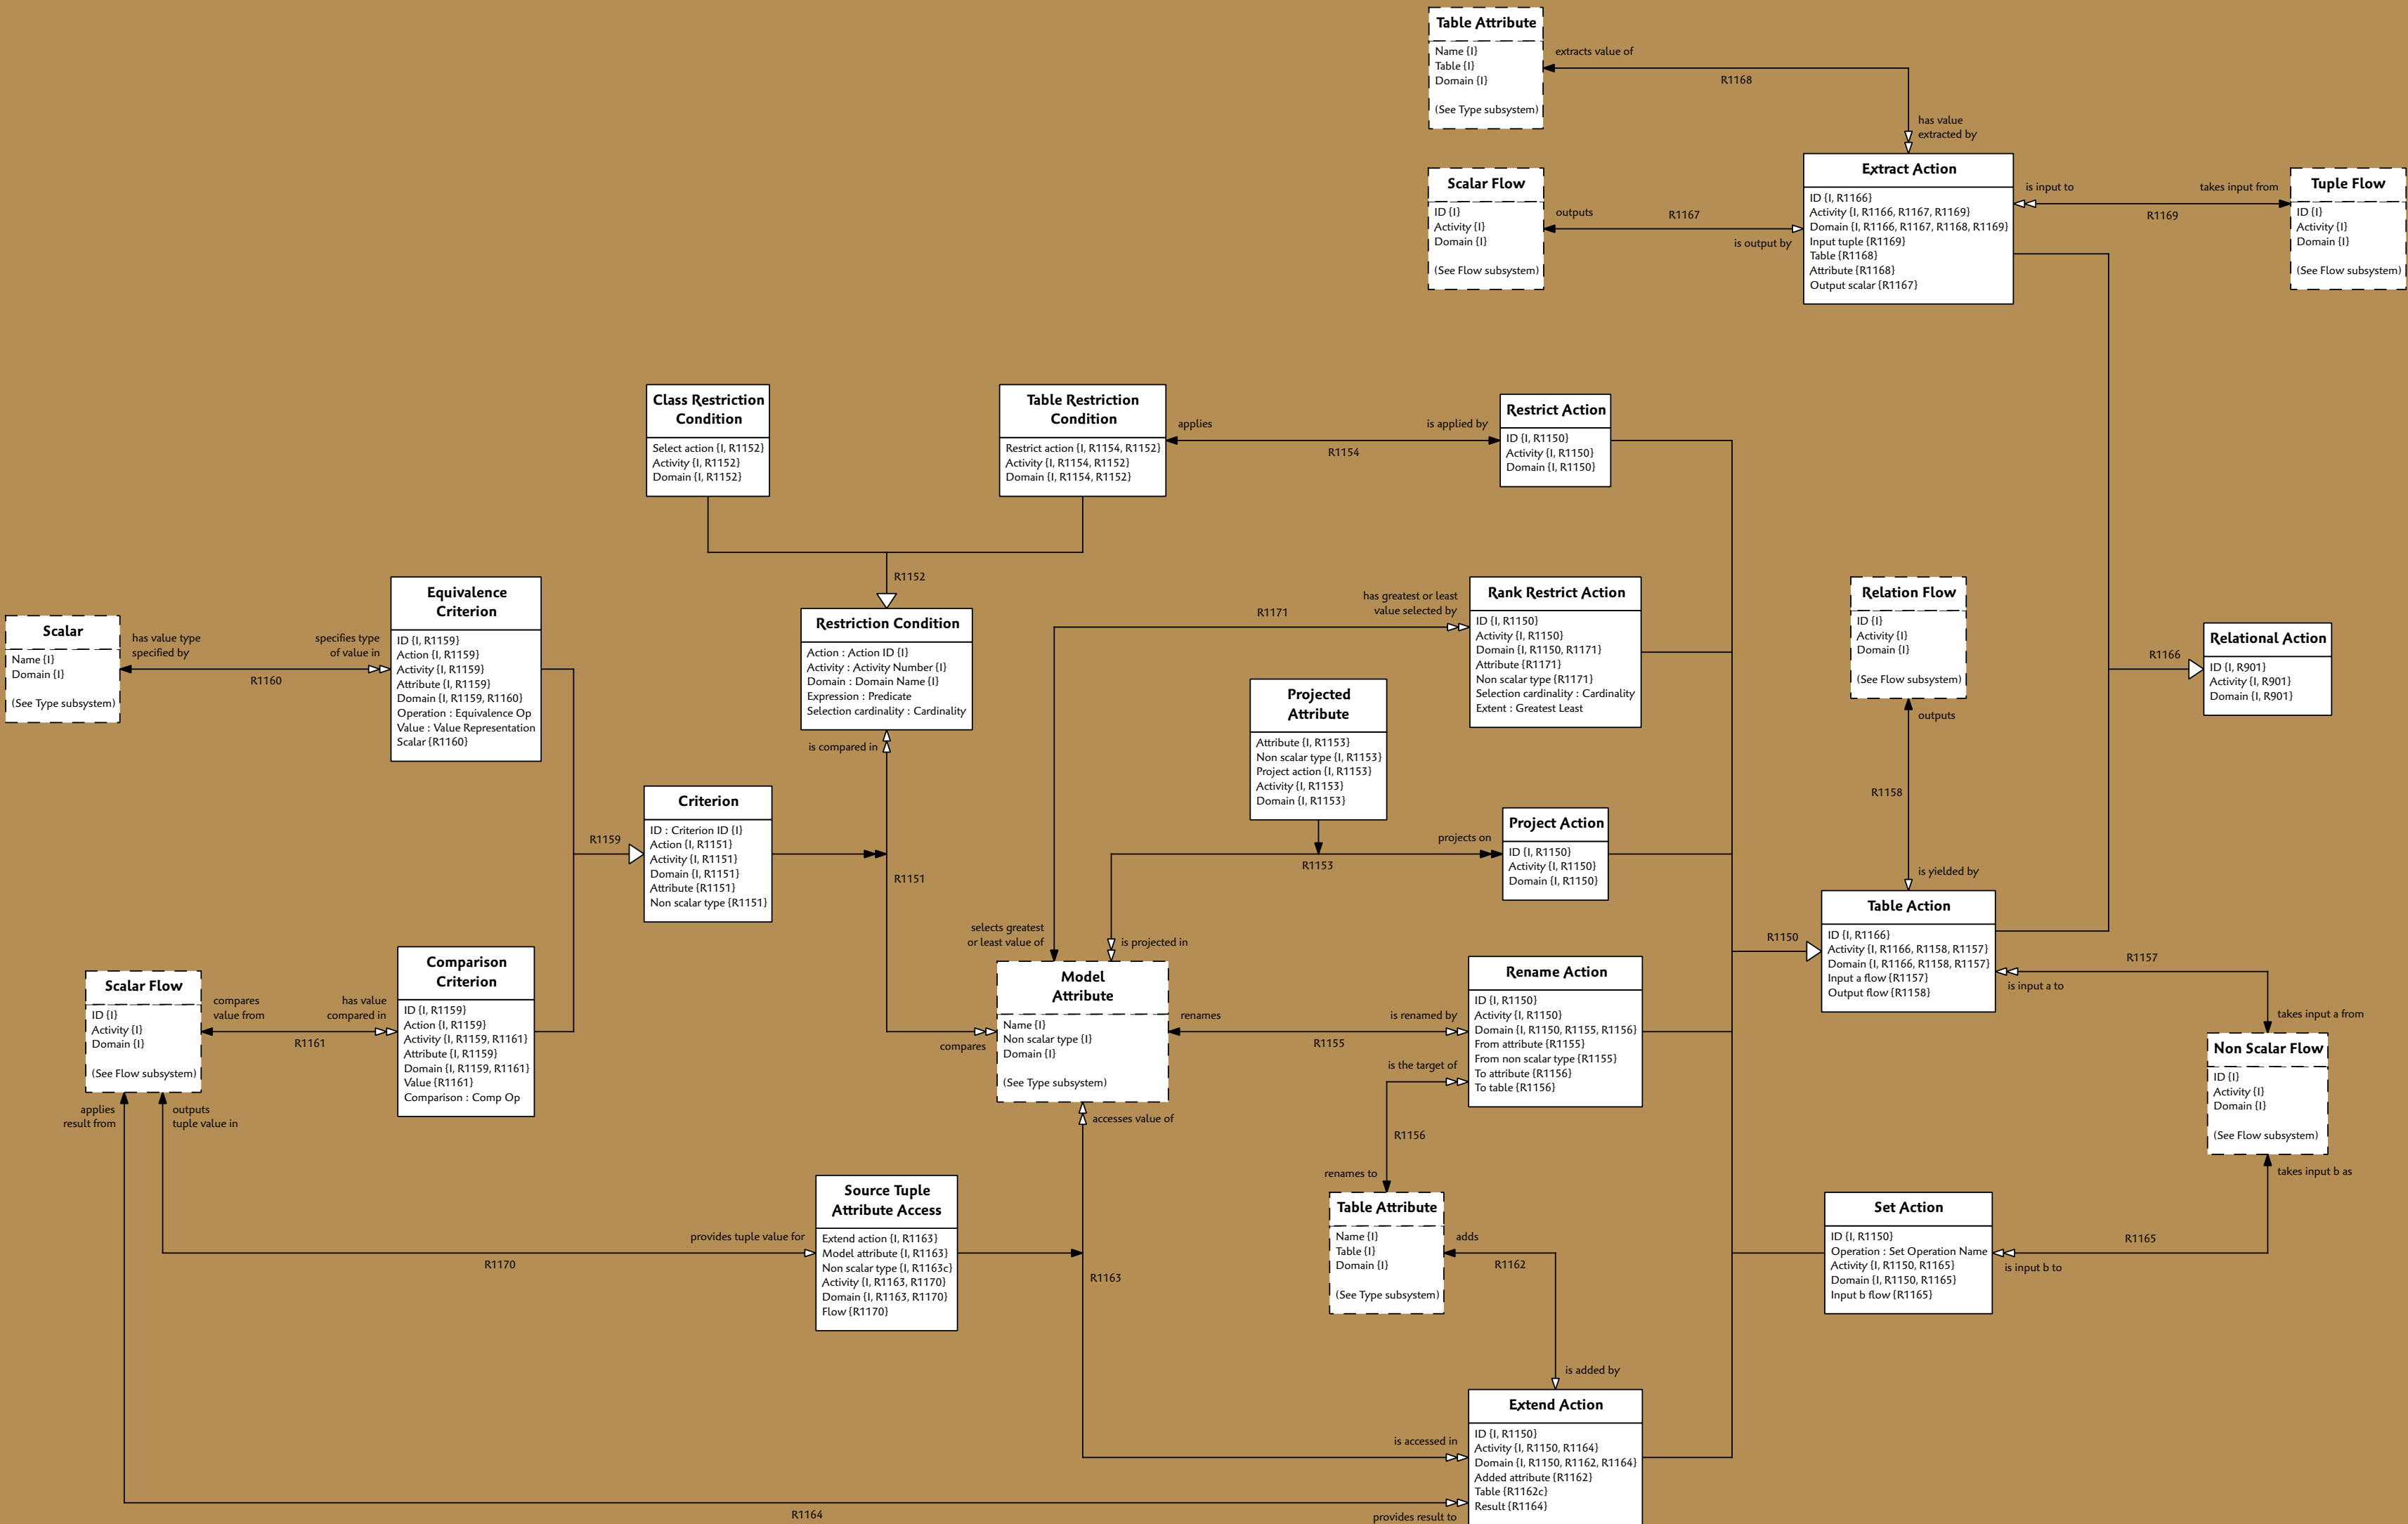 Table Attribute
Name {I}
Table {I}
Domain {I}
(See Type subsystem)
extracts value of
R1168
has value
extracted by
Scalar Flow
ID {I}
Activity {I}
Domain {I}
(See Flow subsystem)
outputs
R1167
is output by
Extract Action
ID {I, R1166}
Activity {I, R1166, R1167, R1169}
Domain {I, R1166, R1167, R1168, R1169}
Input tuple {R1169}
Table {R1168}
Attribute {R1168}
Output scalar {R1167}
is input to
takes input from
R1169
Tuple Flow
ID {I}
Activity {I}
Domain {I}
(See Flow subsystem)
Class Restriction
Condition
Select action {I, R1152}
Activity {I, R1152}
Domain {I, R1152}
Table Restriction
Condition
Restrict action {I, R1154, R1152}
Activity {I, R1154, R1152}
Domain {I, R1154, R1152}
applies
is applied by
R1154
Restrict Action
ID {I, R1150}
Activity {I, R1150}
Domain {I, R1150}
R1152
Scalar
Name {I}
Domain {I}
(See Type subsystem)
has value type
specified by
specifies type
of value in
R1160
Equivalence
Criterion
ID {I, R1159}
Action {I, R1159}
Activity {I, R1159}
Attribute {I, R1159}
Domain {I, R1159, R1160}
Operation : Equivalence Op
Value : Value Representation
Scalar {R1160}
Restriction Condition
Action : Action ID {I}
Activity : Activity Number {I}
Domain : Domain Name {I}
Expression : Predicate
Selection cardinality : Cardinality
is compared in
R1171
has greatest or least
value selected by
Rank Restrict Action
ID {I, R1150}
Activity {I, R1150}
Domain {I, R1150, R1171}
Attribute {R1171}
Non scalar type {R1171}
Selection cardinality : Cardinality
Extent : Greatest Least
Relation Flow
ID {I}
Activity {I}
Domain {I}
(See Flow subsystem)
outputs
R1158
is yielded by
R1166
Relational Action
ID {I, R901}
Activity {I, R901}
Domain {I, R901}
Projected
Attribute
Attribute {I, R1153}
Non scalar type {I, R1153}
Project action {I, R1153}
Activity {I, R1153}
Domain {I, R1153}
R1159
Criterion
ID : Criterion ID {I}
Action {I, R1151}
Activity {I, R1151}
Domain {I, R1151}
Attribute {R1151}
Non scalar type {R1151}
R1151
projects on
R1153
Project Action
ID {I, R1150}
Activity {I, R1150}
Domain {I, R1150}
selects greatest
or least value of
is projected in
R1150
Table Action
ID {I, R1166}
Activity {I, R1166, R1158, R1157}
Domain {I, R1166, R1158, R1157}
Input a flow {R1157}
Output flow {R1158}
R1157
is input a to
takes input a from
Scalar Flow
ID {I}
Activity {I}
Domain {I}
(See Flow subsystem)
compares
value from
has value
compared in
R1161
Comparison
Criterion
ID {I, R1159}
Action {I, R1159}
Activity {I, R1159, R1161}
Attribute {I, R1159}
Domain {I, R1159, R1161}
Value {R1161}
Comparison : Comp Op
compares
Model
Attribute
Name {I}
Non scalar type {I}
Domain {I}
(See Type subsystem)
renames
is renamed by
R1155
is the target of
Rename Action
ID {I, R1150}
Activity {I, R1150}
Domain {I, R1150, R1155, R1156}
From attribute {R1155}
From non scalar type {R1155}
To attribute {R1156}
To table {R1156}
Non Scalar Flow
ID {I}
Activity {I}
Domain {I}
(See Flow subsystem)
takes input b as
applies
result from
outputs
tuple value in
accesses value of
R1156
renames to
provides tuple value for
R1170
Source Tuple
Attribute Access
Extend action {I, R1163}
Model attribute {I, R1163}
Non scalar type {I, R1163c}
Activity {I, R1163, R1170}
Domain {I, R1163, R1170}
Flow {R1170}
R1163
Table Attribute
Name {I}
Table {I}
Domain {I}
(See Type subsystem)
adds
R1162
is added by
Set Action
ID {I, R1150}
Operation : Set Operation Name
Activity {I, R1150, R1165}
Domain {I, R1150, R1165}
Input b flow {R1165}
R1165
is input b to
is accessed in
Extend Action
ID {I, R1150}
Activity {I, R1150, R1164}
Domain {I, R1150, R1162, R1164}
Added attribute {R1162}
Table {R1162c}
Result {R1164}
R1164
provides result to